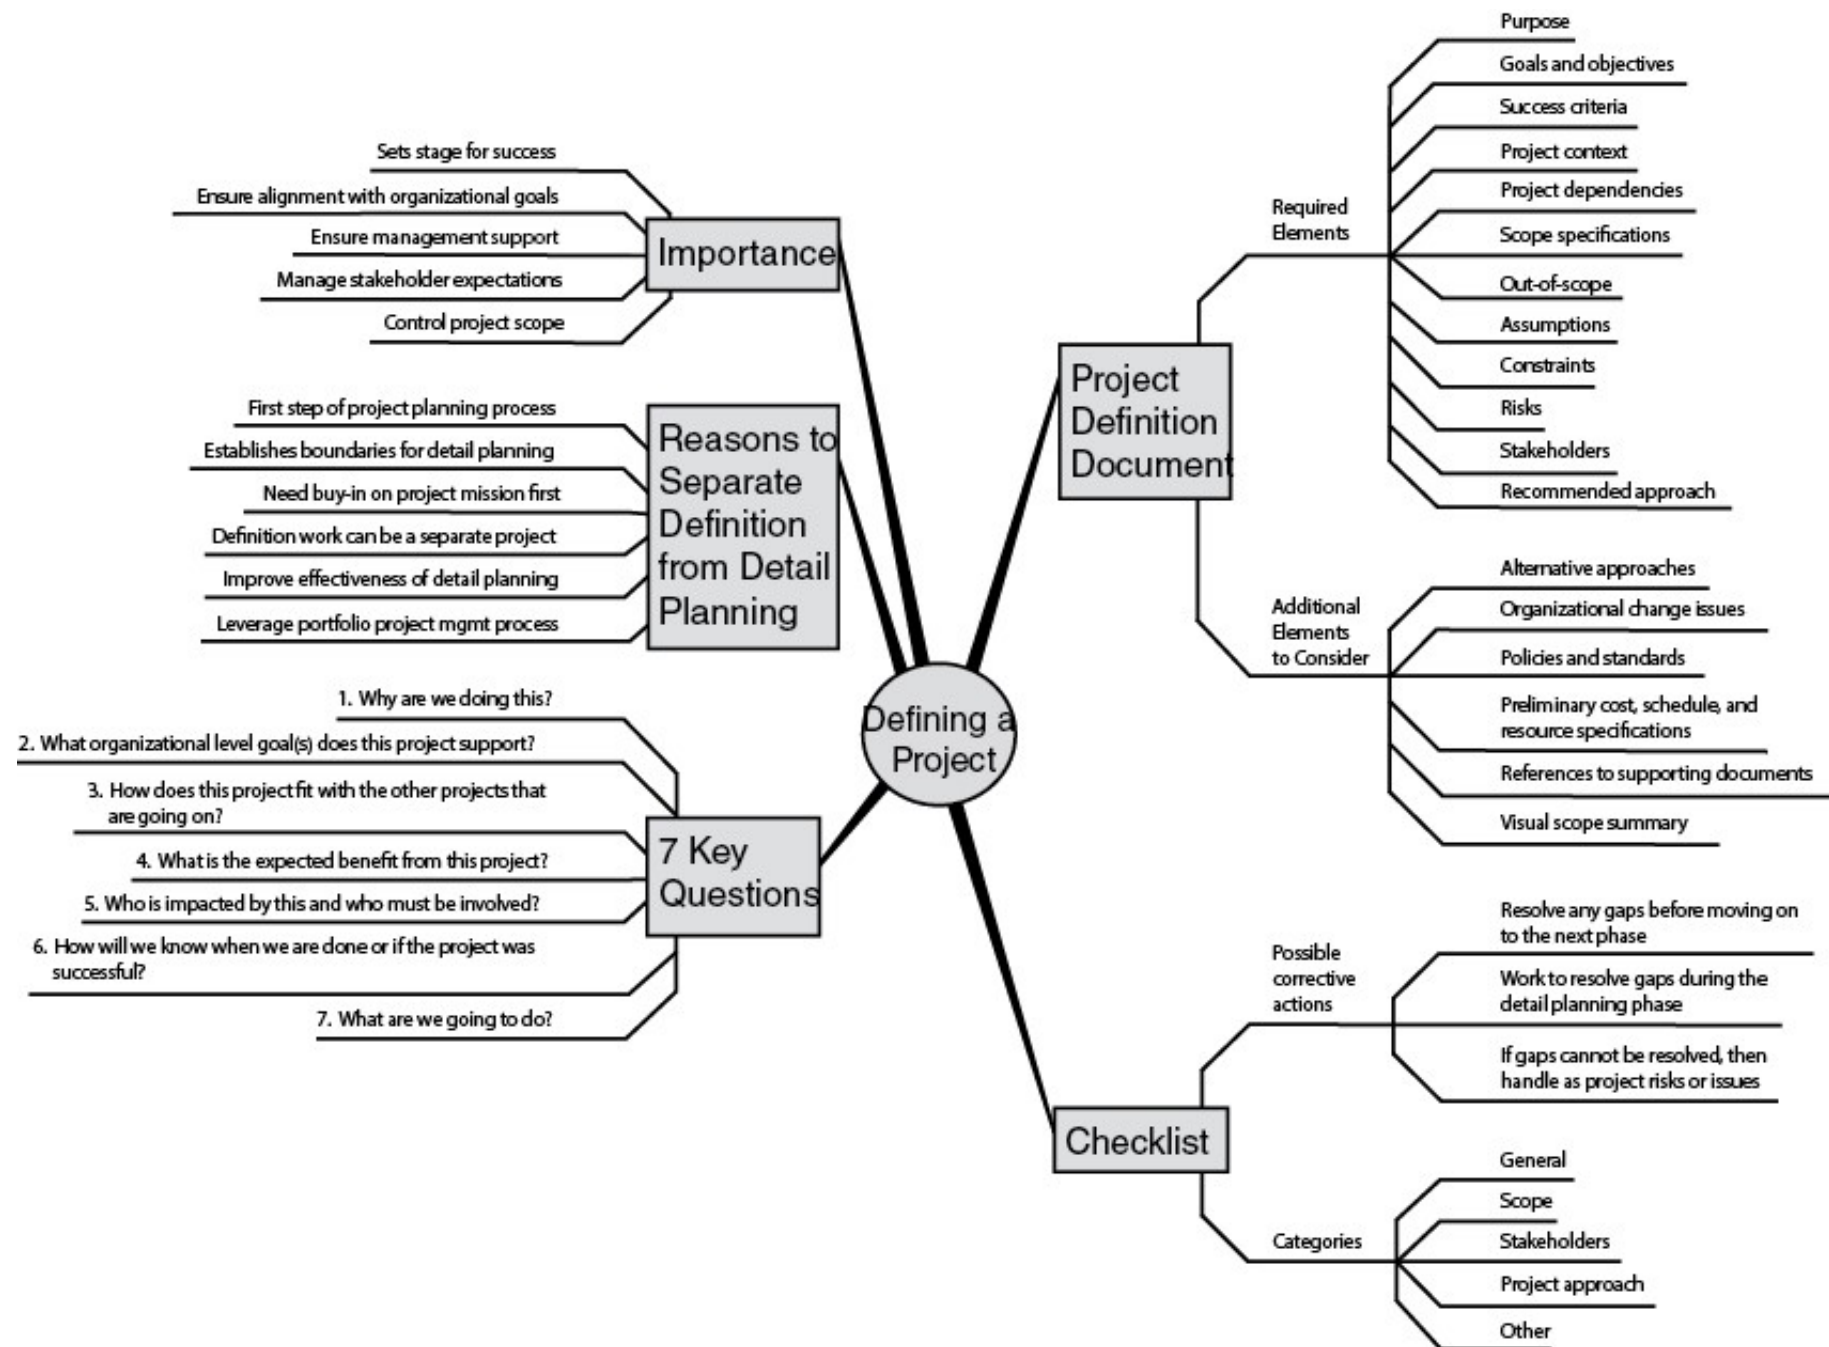 Sets stage for success
Ensure alignment with organizational goals
Ensure management support
Manage stakeholder expectations
Control project scope
Importance
First step of project planning process
Establishes boundaries for detail planning
Need buy-in on project mission first
Definition work can be a separate project
Improve effectiveness of detail planning
Leverage portfolio project mgmt process
Reasons to
Separate
Definition
from Detail
Planning
1. Why are we doing this?
2. What organizational level goal(s) does this project support?
3. How does this project fit with the other projects that
are going on?
4. What is the expected benefit from this project?
5. Who is impacted by this and who must be involved?
6. How will we know when we are done or if the project was
successful?
7. What are we going to do?
7 Key
Questions
Defining a
Project
Project
Definition
Document
Required
Elements
Purpose
Goals and objectives
Success criteria
Project context
Project dependencies
Scope specifications
Out-of-scope
Assumptions
Constraints
Risks
Stakeholders
Recommended approach
Additional
Elements
to Consider
Alternative approaches
Organizational change issues
Policies and standards
Preliminary cost, schedule, and
resource specifications
References to supporting documents
Visual scope summary
Checklist
Possible
corrective
actions
Resolve any gaps before moving on
to the next phase
Work to resolve gaps during the
detail planning phase
If gaps cannot be resolved, then
handle as project risks or issues
Categories
General
Scope
Stakeholders
Project approach
Other